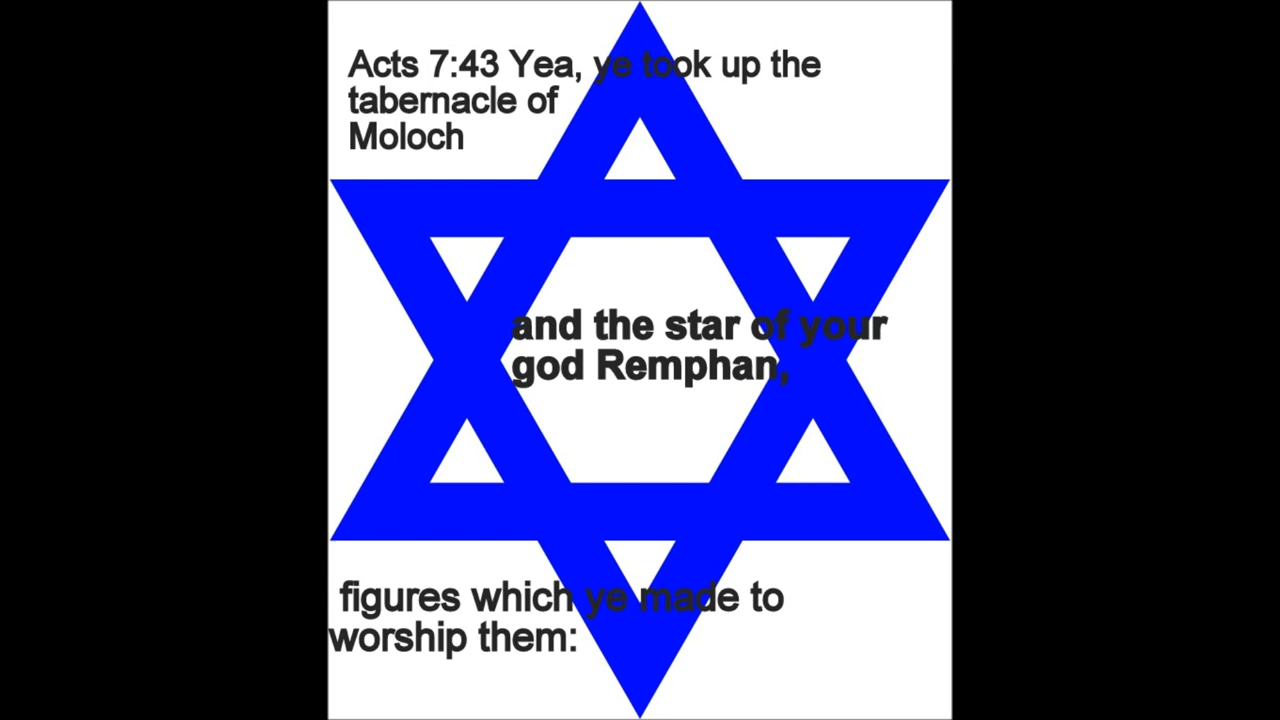 Acts 7:43 Yea, ye took up the
tabernacle of
Moloch
and the star of your
god Remphan,
figures which ye made to
worship them: